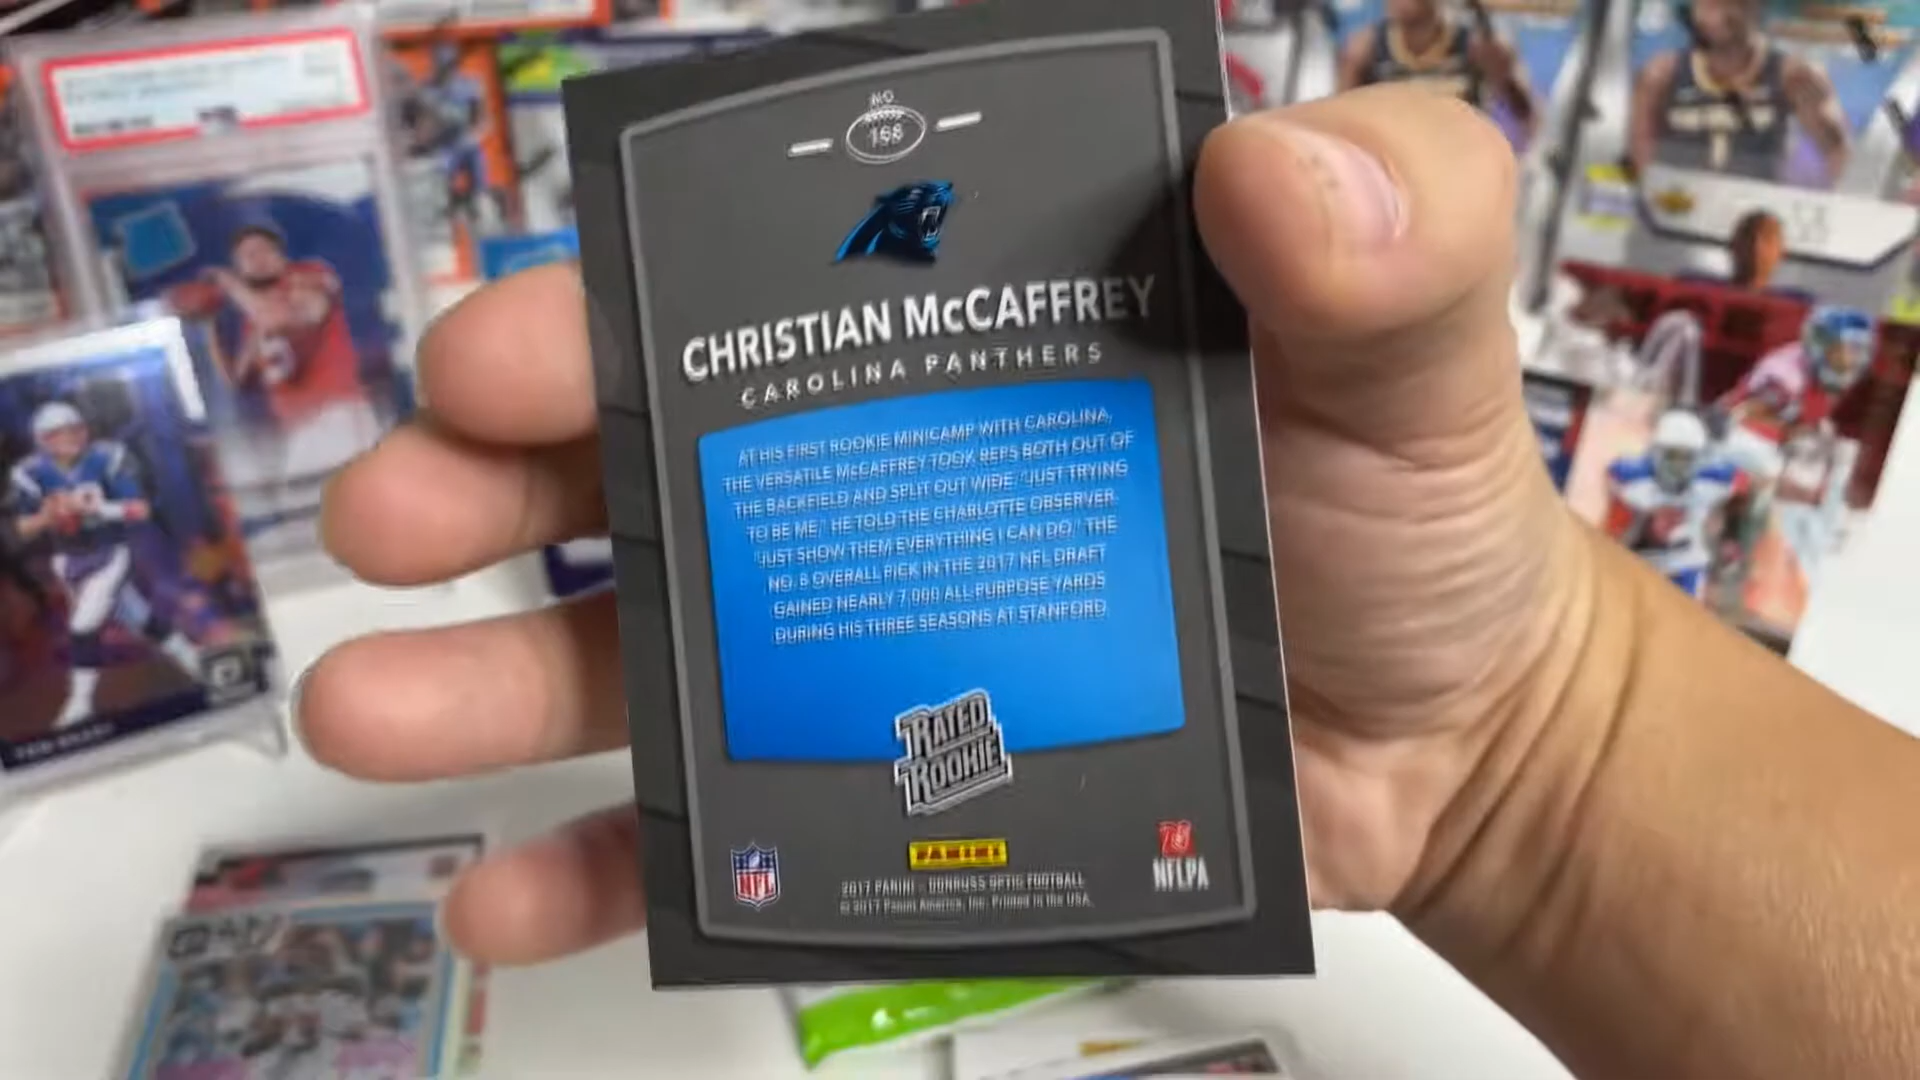 NO.
168
CHRISTIAN McCAFFREY
CAROLINA PANTHERS
AT HIS FIRST ROOKIE MINICAMP WITH CAROLINA,
THE VERSATILE McCAFFREY TOOK REPS BOTH OUT OF
THE BACKFIELD AND SPLIT OUT WIDE. "JUST TRYING
TO BE ME," HE TOLD THE CHARLOTTE OBSERVER.
"JUST SHOW THEM EVERYTHING I CAN DO." THE
NO. 8 OVERALL PICK IN THE 2017 NFL DRAFT
GAINED NEARLY 7,000 ALL-PURPOSE YARDS
DURING HIS THREE SEASONS AT STANFORD.
RATED
ROOKIE
PANINI
NFL
NFLPA
2017 PANINI - DONRUSS OPTIC FOOTBALL
© 2017 Panini America, Inc. Printed in the USA.
TOM BRADY